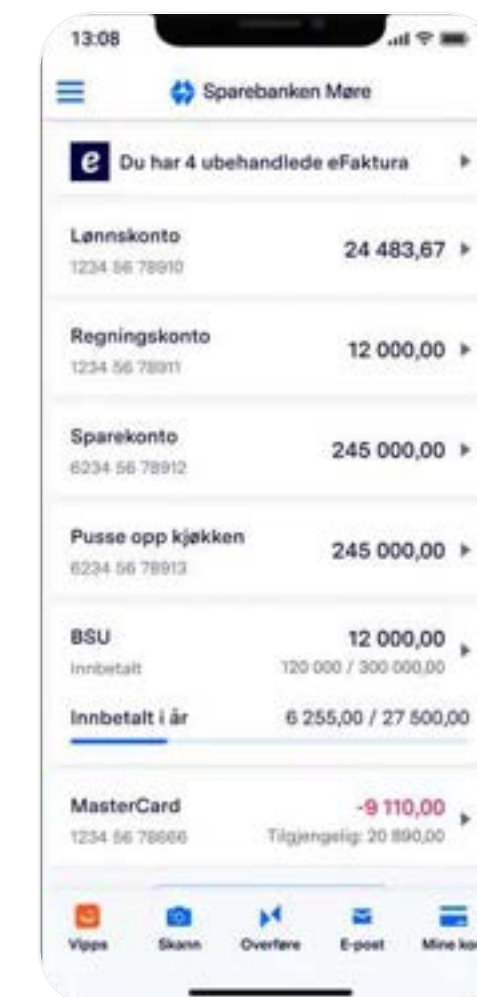 13:08
Sparebanken Møre
e Du har 4 ubehandlede eFaktura
Lønnskonto 24 483,67
1234 56 78910
Regningskonto 12 000,00
1234 56 78911
Sparekonto 245 000,00
6234 56 78912
Pusse opp kjøkken 245 000,00
6234 56 78913
BSU 12 000,00
Innbetalt 120 000 / 300 000,00
Innbetalt i år 6 255,00 / 27 500,00
MasterCard -9 110,00
1234 56 78666 Tilgjengelig: 20 890,00
Vipps Skann Overføre E-post Mine ko